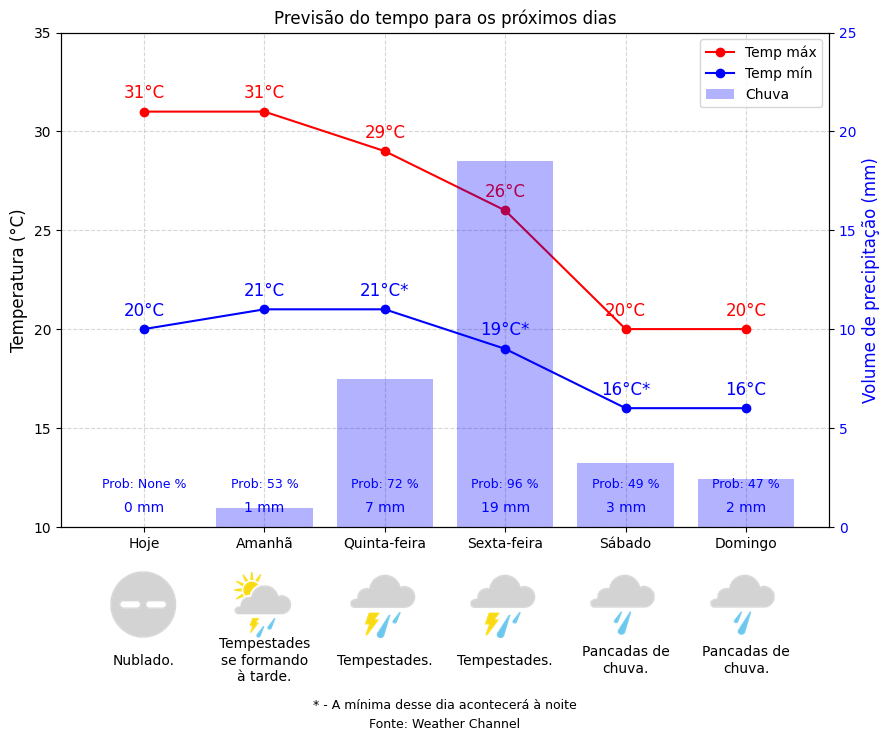 Previsão do tempo para os próximos dias
35
30
25
20
15
10
Temperatura (°C)
25
20
15
10
5
0
Volume de precipitação (mm)
Temp máx
Temp mín
Chuva
31°C
31°C
29°C
26°C
20°C
20°C
20°C
21°C
21°C*
19°C*
16°C*
16°C
Prob: None %
Prob: 53 %
Prob: 72 %
Prob: 96 %
Prob: 49 %
Prob: 47 %
0 mm
1 mm
7 mm
19 mm
3 mm
2 mm
Hoje
Amanhã
Quinta-feira
Sexta-feira
Sábado
Domingo
Nublado.
Tempestades
se formando
à tarde.
Tempestades.
Tempestades.
Pancadas de
chuva.
Pancadas de
chuva.
* - A mínima desse dia acontecerá à noite
Fonte: Weather Channel